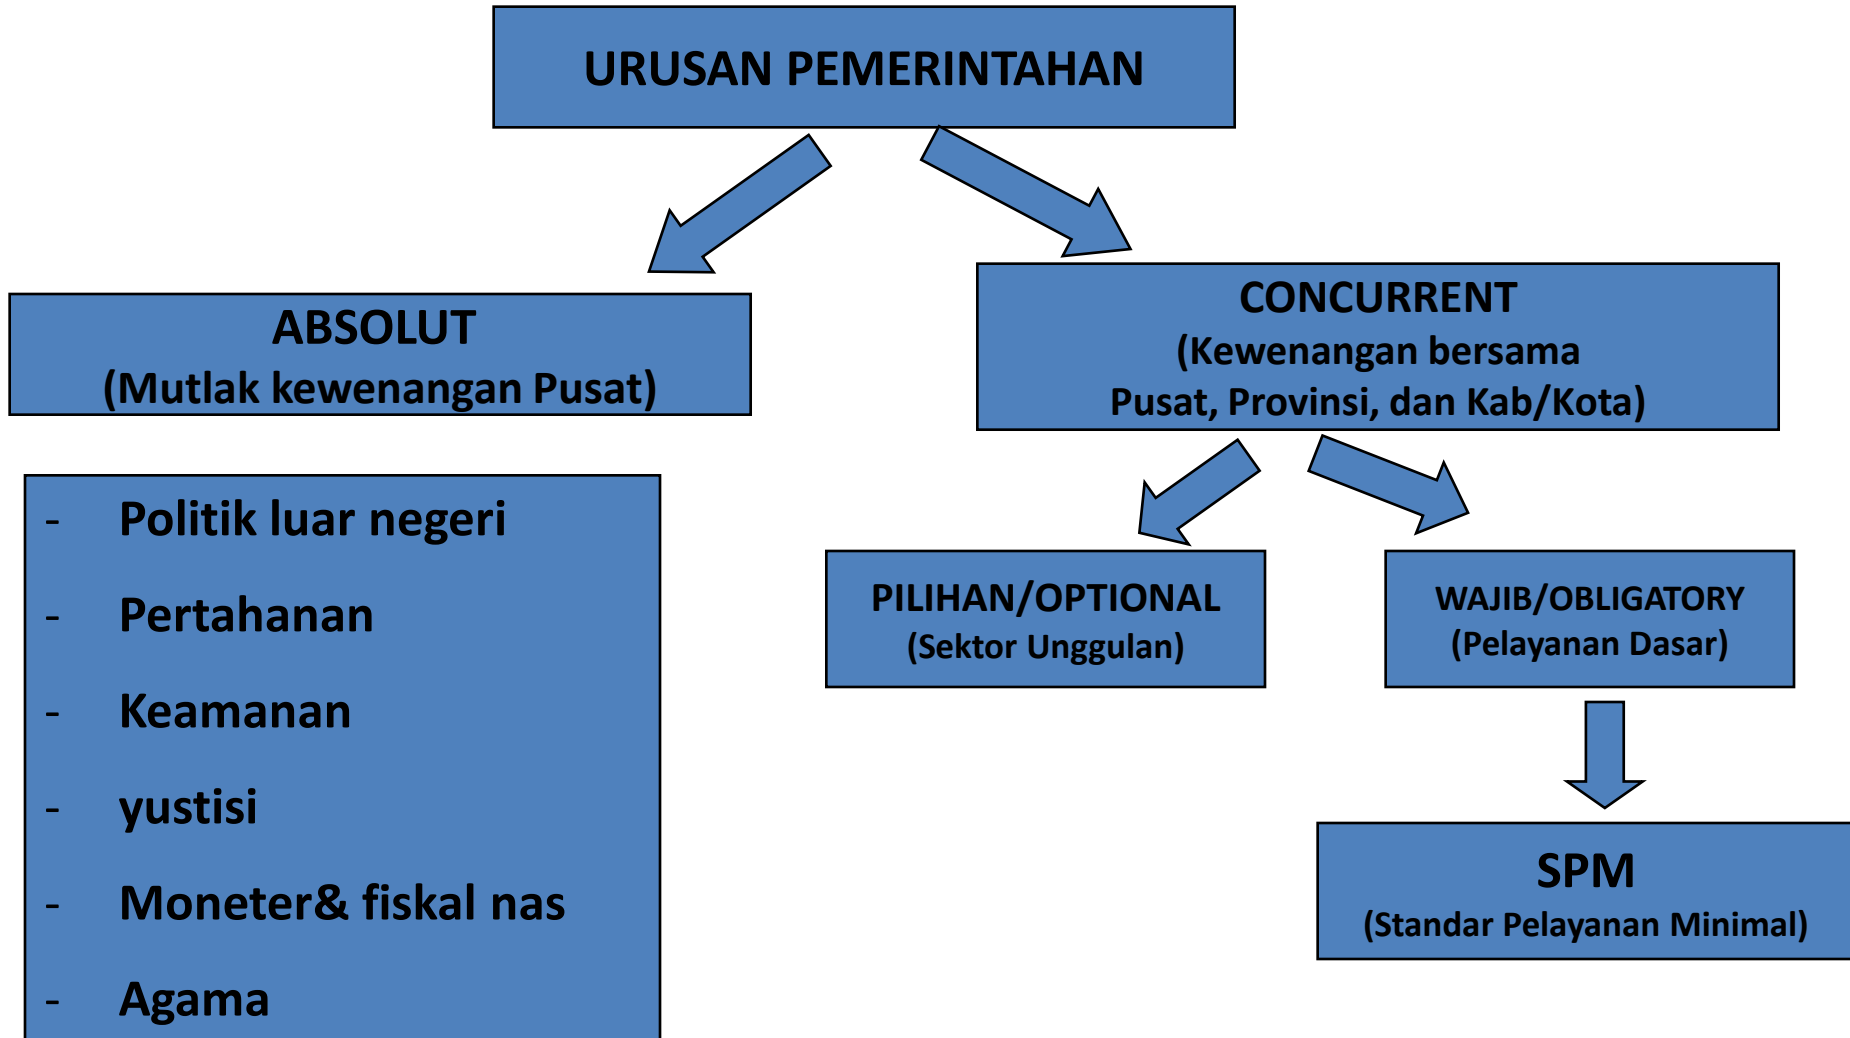 URUSAN PEMERINTAHAN
ABSOLUT
(Mutlak kewenangan Pusat)
CONCURRENT
(Kewenangan bersama
Pusat, Provinsi, dan Kab/Kota)
- Politik luar negeri
- Pertahanan
- Keamanan
- yustisi
- Moneter& fiskal nas
- Agama
PILIHAN/OPTIONAL
(Sektor Unggulan)
WAJIB/OBLIGATORY
(Pelayanan Dasar)
SPM
(Standar Pelayanan Minimal)